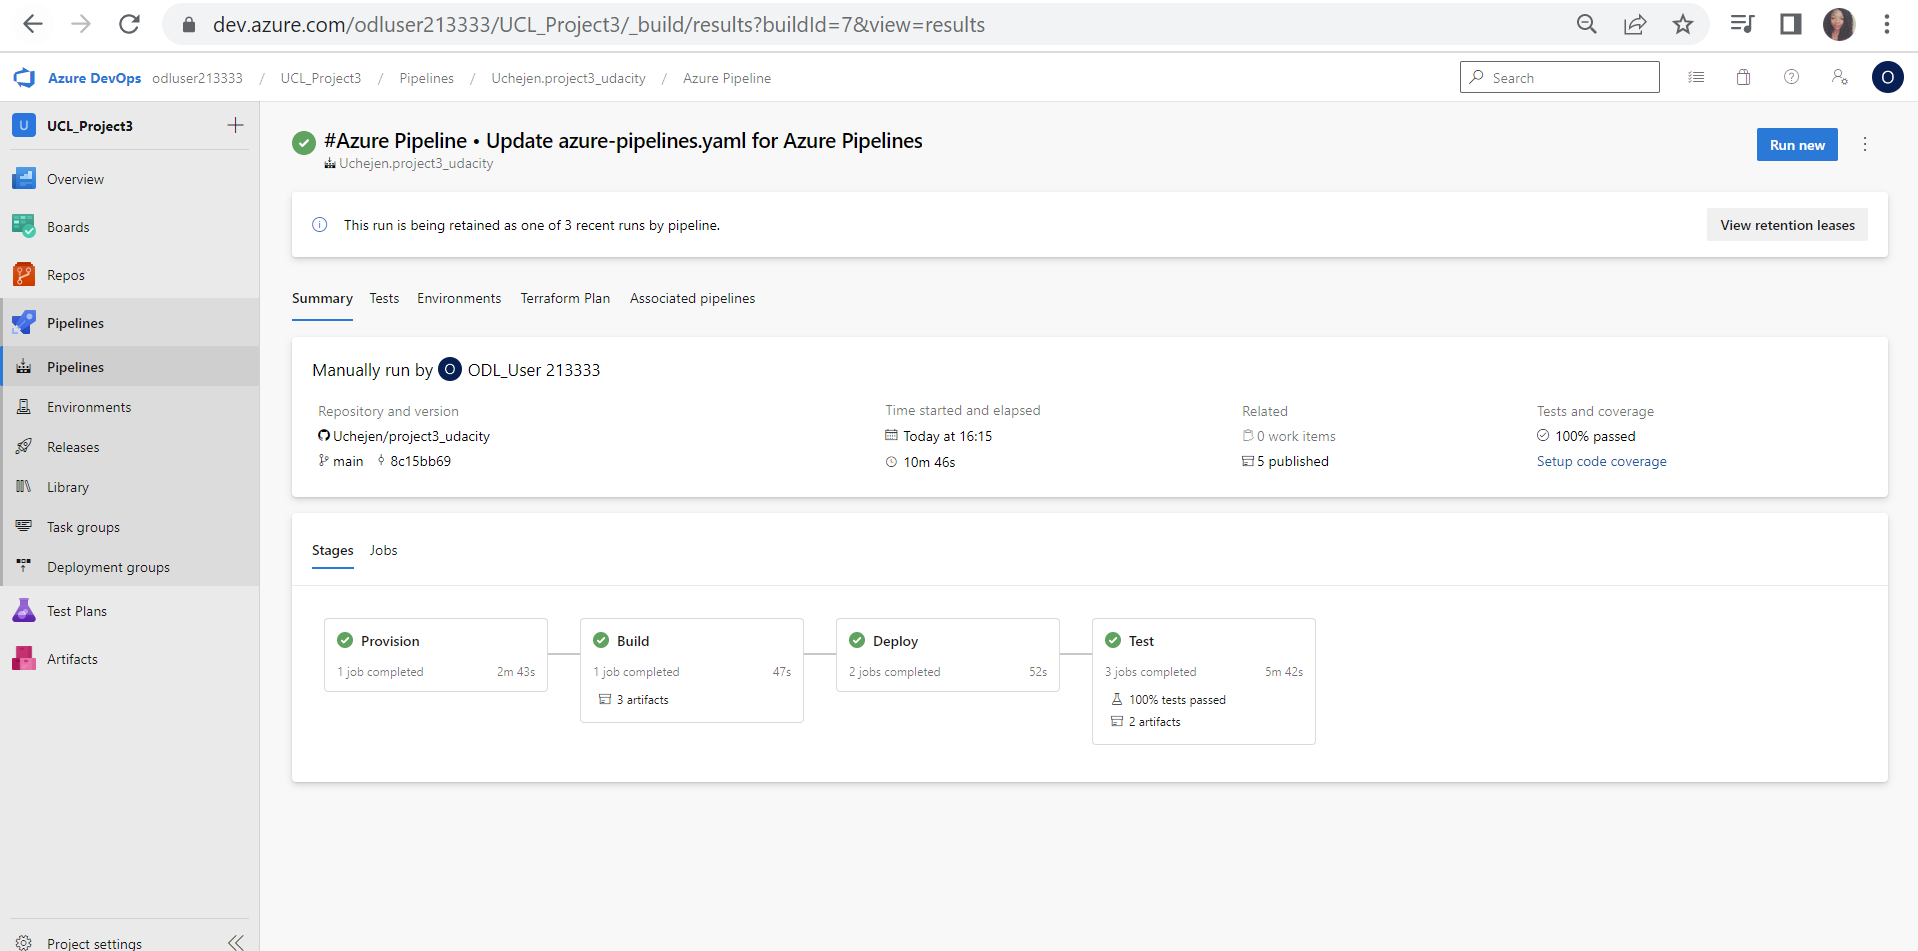 dev.azure.com/odluser213333/UCL_Project3/_build/results?buildId=7&view=results
Azure DevOps odluser213333 / UCL_Project3 / Pipelines / Uchejen.project3_udacity / Azure Pipeline
Search
O
U UCL_Project3
Overview
Boards
Repos
Pipelines
Pipelines
Environments
Releases
Library
Task groups
Deployment groups
Test Plans
Artifacts
Project settings
#Azure Pipeline • Update azure-pipelines.yaml for Azure Pipelines
Uchejen.project3_udacity
Run new
This run is being retained as one of 3 recent runs by pipeline.
View retention leases
Summary Tests Environments Terraform Plan Associated pipelines
Manually run by O ODL_User 213333
Repository and version
Uchejen/project3_udacity
main 8c15bb69
Time started and elapsed
Today at 16:15
10m 46s
Related
0 work items
5 published
Tests and coverage
100% passed
Setup code coverage
Stages Jobs
Provision
1 job completed 2m 43s
Build
1 job completed 47s
3 artifacts
Deploy
2 jobs completed 52s
Test
3 jobs completed 5m 42s
100% tests passed
2 artifacts